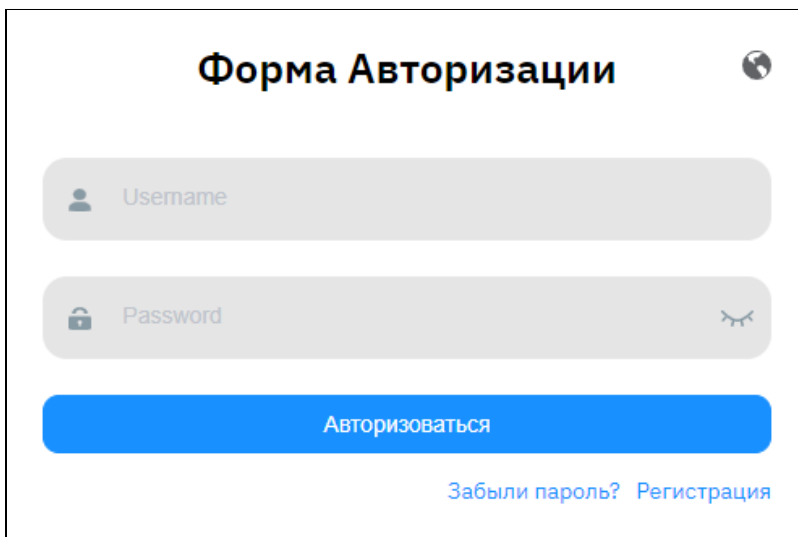 Форма Авторизации
Username
Password
Авторизоваться
Забыли пароль? Регистрация